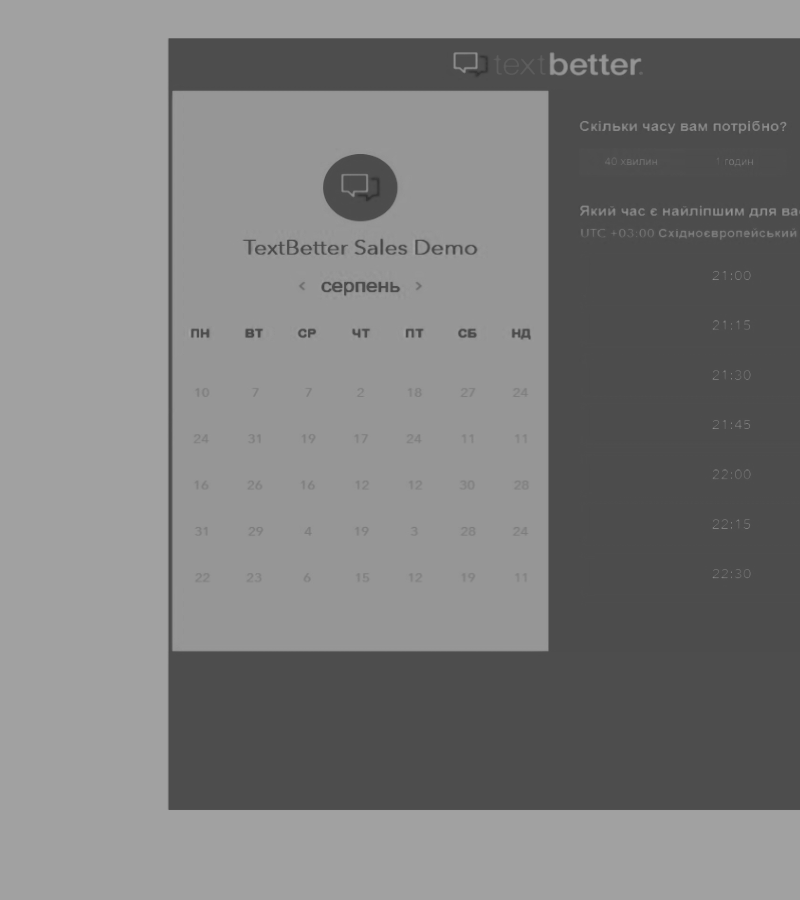 textbetter.
TextBetter Sales Demo
‹ серпень ›
ПН ВТ СР ЧТ ПТ СБ НД
10 7 7 2 18 27 24
24 31 19 17 24 11 11
16 26 16 12 12 30 28
31 29 4 19 3 28 24
22 23 6 15 12 19 11
Скільки часу вам потрібно?
40 хвилин 1 годин
Який час є найліпшим для
UTC +03:00 Східноєвропейський
21:00
21:15
21:30
21:45
22:00
22:15
22:30